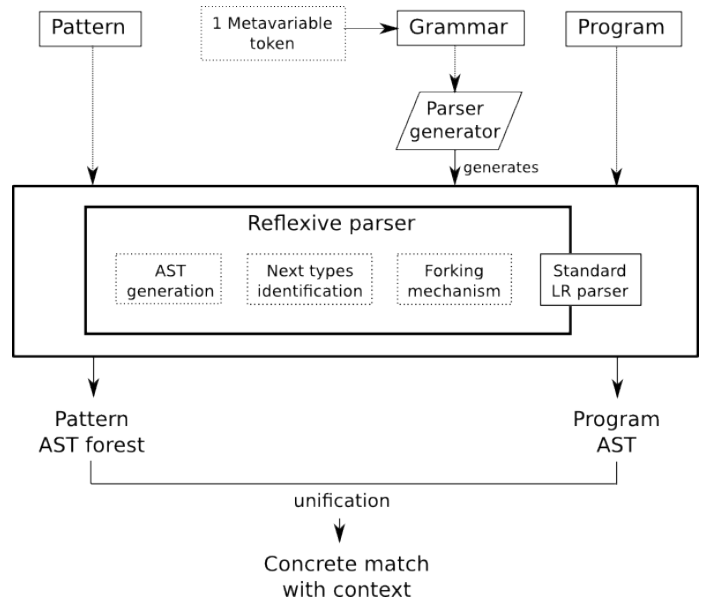 Pattern
1 Metavariable
token
Grammar
Program
Parser
generator
generates
Reflexive parser
AST
generation
Next types
identification
Forking
mechanism
Standard
LR parser
Pattern
AST forest
Program
AST
unification
Concrete match
with context